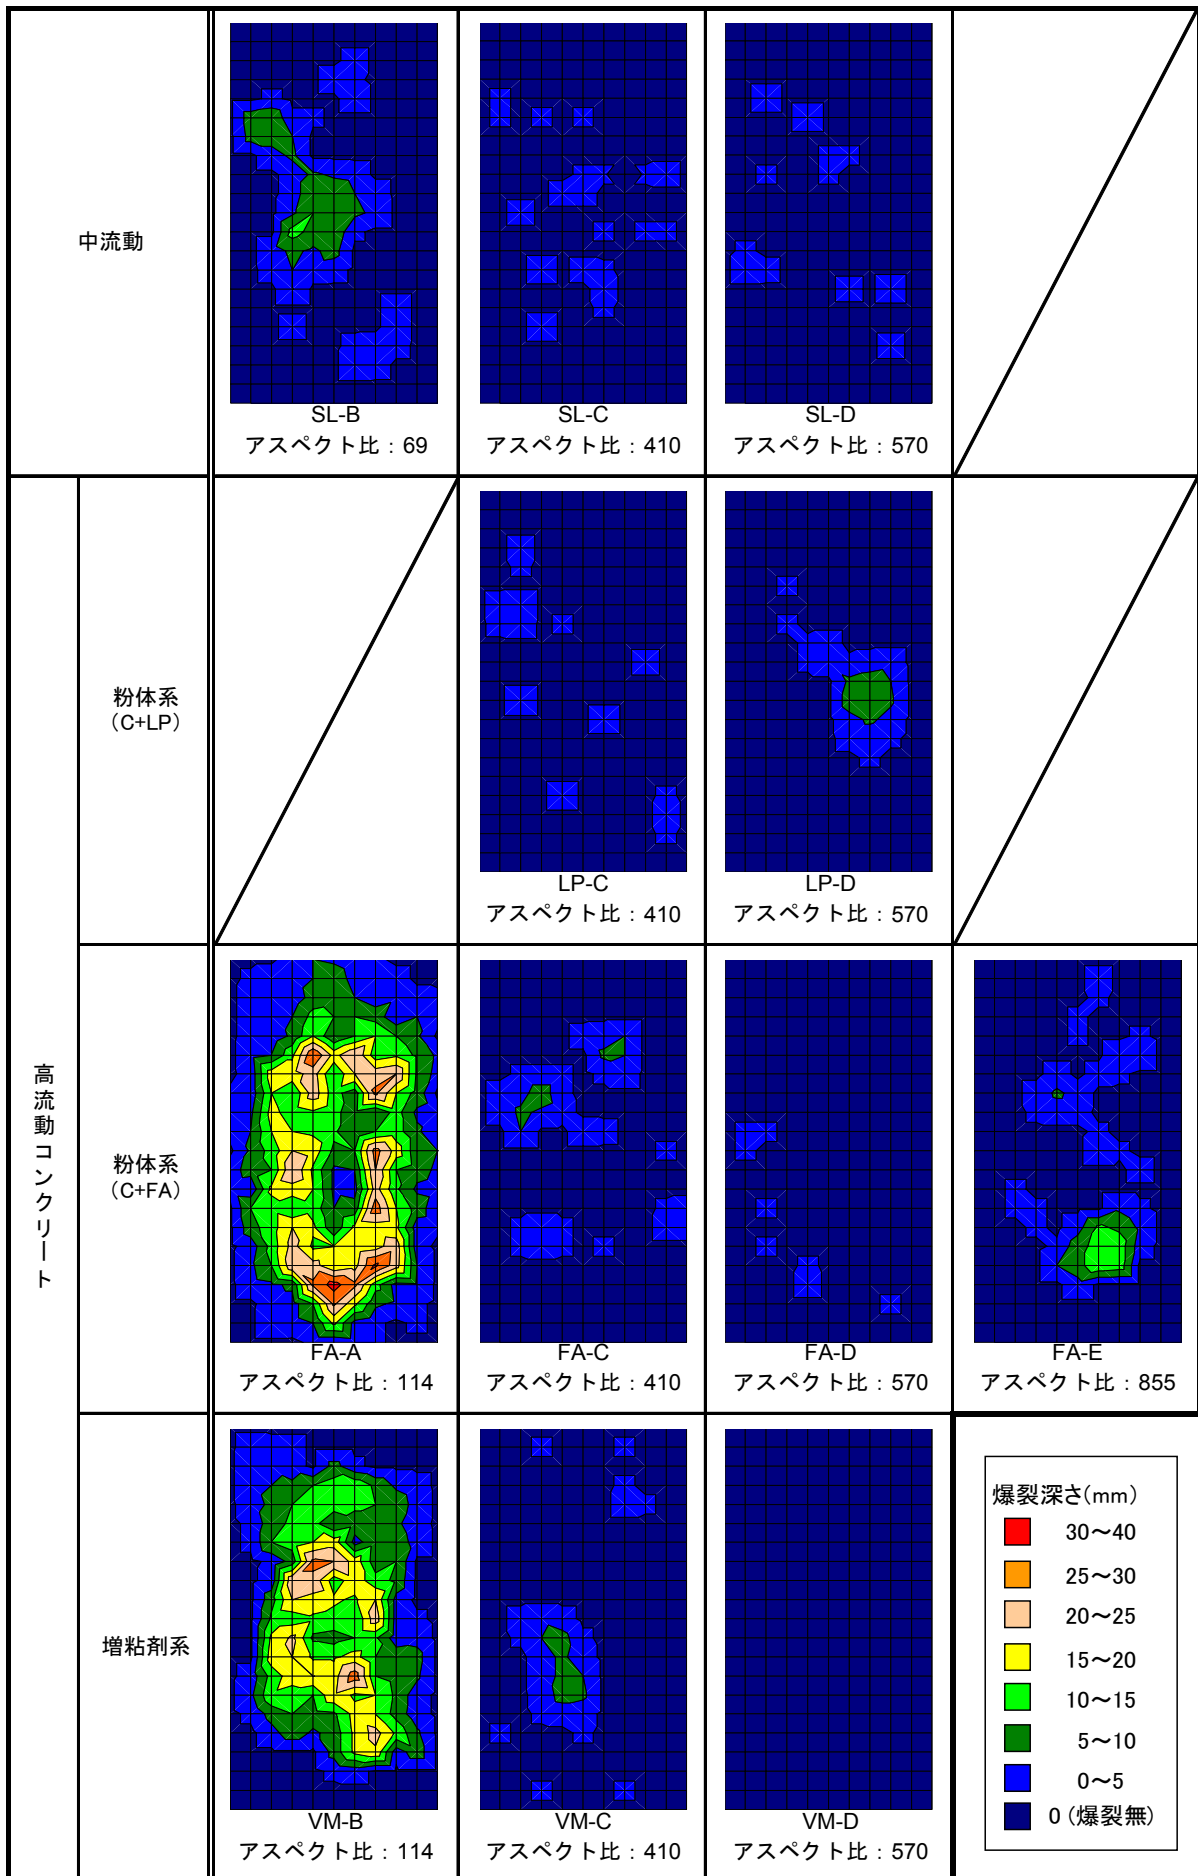 中流動
SL-B
アスペクト比：69
SL-C
アスペクト比：410
SL-D
アスペクト比：570
高流動コンクリート
粉体系
（C+LP）
LP-C
アスペクト比：410
LP-D
アスペクト比：570
粉体系
（C+FA）
FA-A
アスペクト比：114
FA-C
アスペクト比：410
FA-D
アスペクト比：570
FA-E
アスペクト比：855
増粘剤系
VM-B
アスペクト比：114
VM-C
アスペクト比：410
VM-D
アスペクト比：570
爆裂深さ(mm)
30～40
25～30
20～25
15～20
10～15
5～10
0～5
0 (爆裂無)